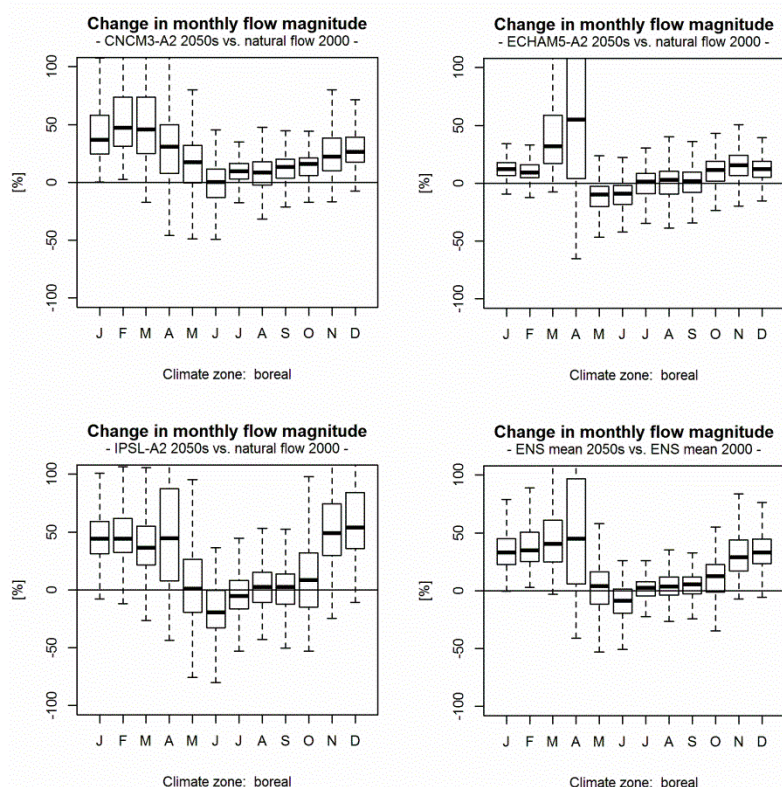 Change in monthly flow magnitude
- CNCM3-A2 2050s vs. natural flow 2000 -
[%]
100
50
0
-50
-100
J F M A M J J A S O N D
Climate zone: boreal
Change in monthly flow magnitude
- ECHAM5-A2 2050s vs. natural flow 2000 -
[%]
100
50
0
-50
-100
J F M A M J J A S O N D
Climate zone: boreal
Change in monthly flow magnitude
- IPSL-A2 2050s vs. natural flow 2000 -
[%]
100
50
0
-50
-100
J F M A M J J A S O N D
Climate zone: boreal
Change in monthly flow magnitude
- ENS mean 2050s vs. ENS mean 2000 -
[%]
100
50
0
-50
-100
J F M A M J J A S O N D
Climate zone: boreal